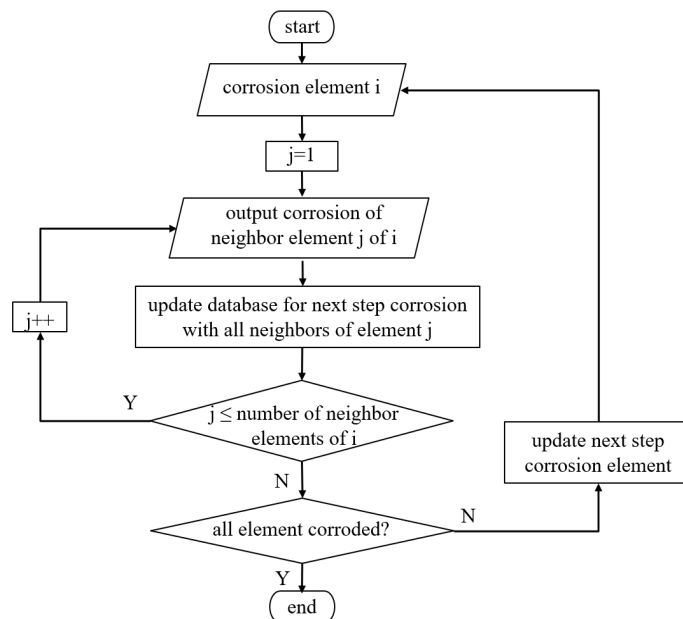 start
corrosion element i
j=1
output corrosion of
neighbor element j of i
update database for next step corrosion
with all neighbors of element j
j++
Y
j ≤ number of neighbor
elements of i
update next step
corrosion element
N
all element corroded?
N
Y
end